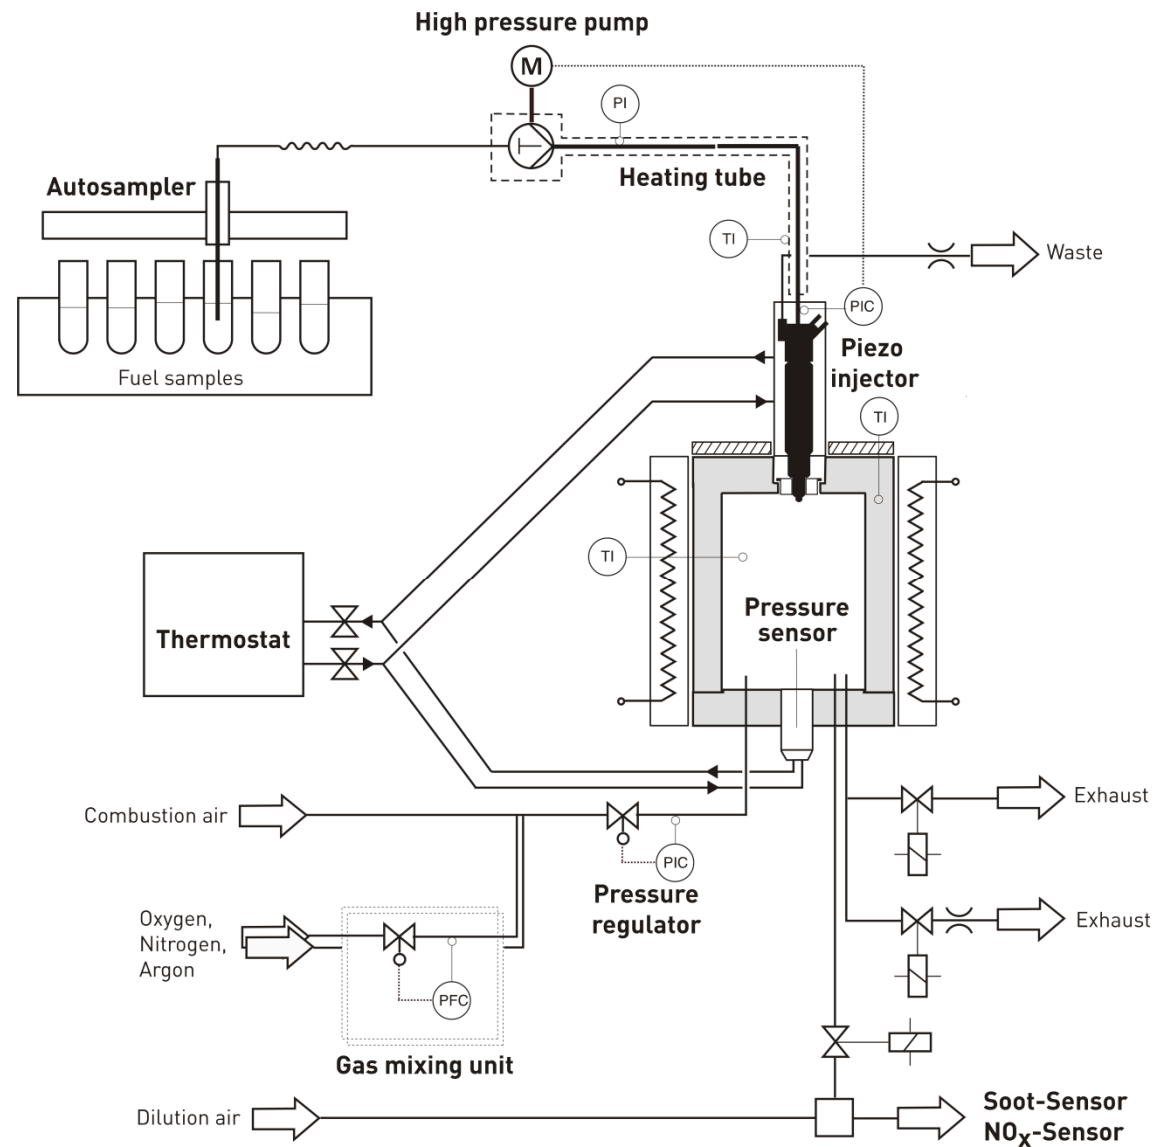 High pressure pump
M
PI
Autosampler
Heating tube
TI
Waste
PIC
Piezo
injector
Fuel samples
TI
TI
Pressure
sensor
Thermostat
Combustion air
Exhaust
PIC
Pressure
regulator
Oxygen,
Nitrogen,
Argon
Exhaust
PFC
Gas mixing unit
Dilution air
Soot-Sensor
NOx-Sensor